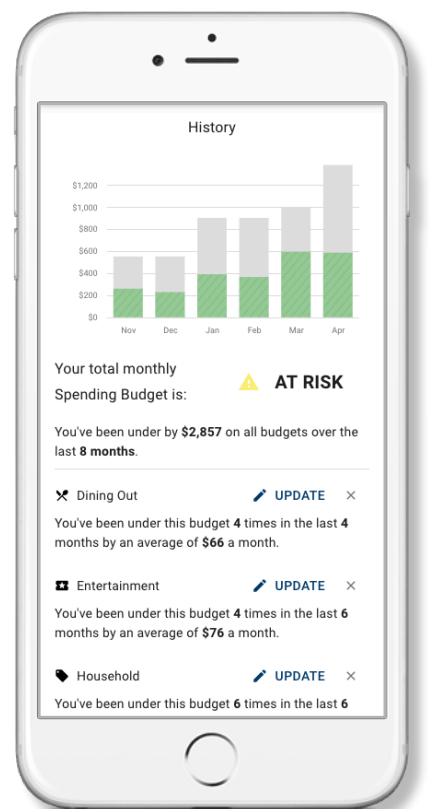 History
$1,200
$1,000
$800
$600
$400
$200
$0
Nov Dec Jan Feb Mar Apr
Your total monthly
Spending Budget is:
AT RISK
You've been under by $2,857 on all budgets over the
last 8 months.
Dining Out UPDATE
You've been under this budget 4 times in the last 4
months by an average of $66 a month.
Entertainment UPDATE
You've been under this budget 4 times in the last 6
months by an average of $76 a month.
Household UPDATE
You've been under this budget 6 times in the last 6